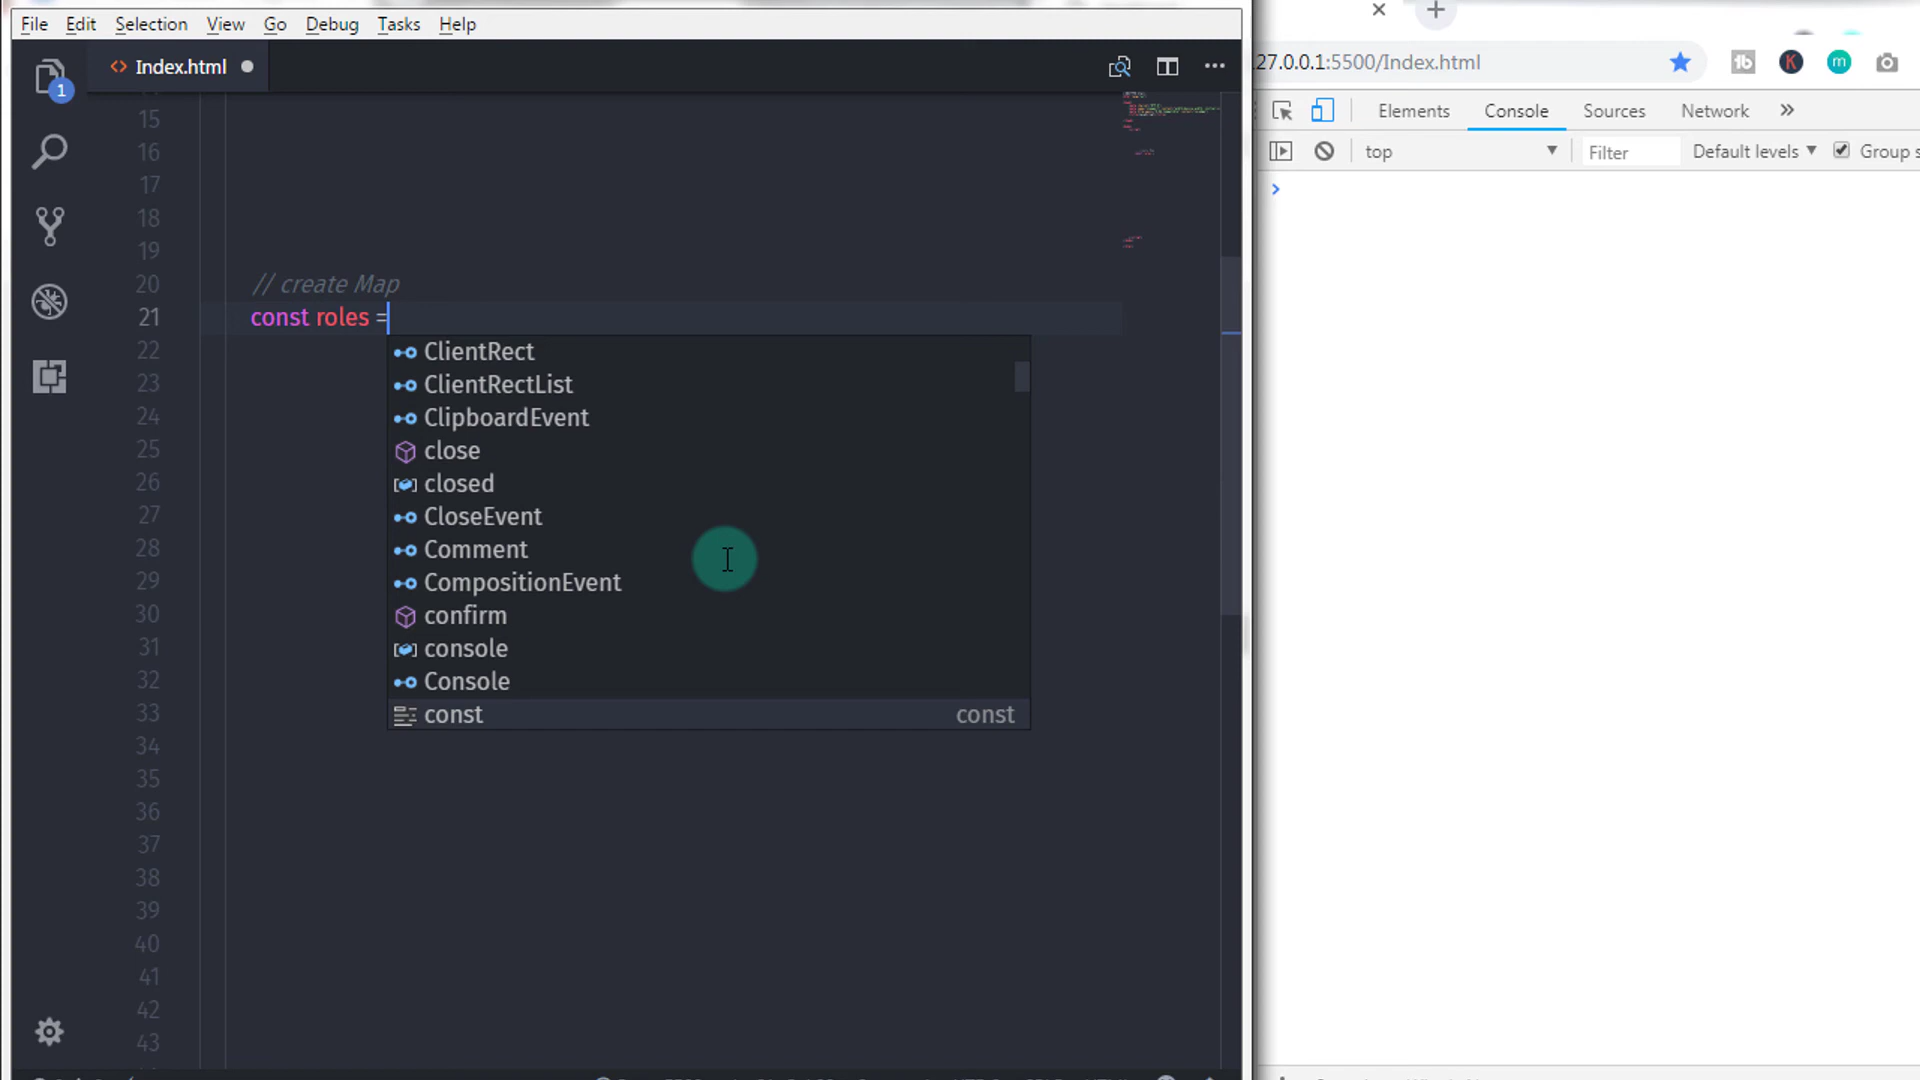 File Edit Selection View Go Debug Tasks Help
Index.html
1
27.0.0.1:5500/Index.html
Elements Console Sources Network »
top Filter Default levels Group s
15
16
17
18
19
20 // create Map
21 const roles =
22 ClientRect
23 ClientRectList
24 ClipboardEvent
25 close
26 closed
27 CloseEvent
28 Comment
29 CompositionEvent
30 confirm
31 console
32 Console
33 const const
34
35
36
37
38
39
40
41
42
43